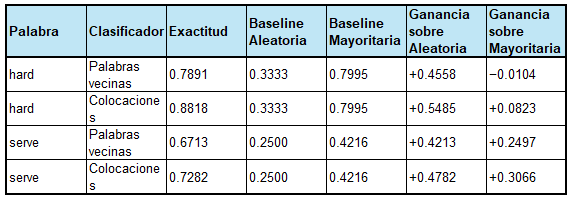 Palabra Clasificador Exactitud Baseline Aleatoria Baseline Mayoritaria Ganancia sobre Aleatoria Ganancia sobre Mayoritaria
hard Palabras vecinas 0.7891 0.3333 0.7995 +0.4558 −0.0104
hard Colocacione s 0.8818 0.3333 0.7995 +0.5485 +0.0823
serve Palabras vecinas 0.6713 0.2500 0.4216 +0.4213 +0.2497
serve Colocacione s 0.7282 0.2500 0.4216 +0.4782 +0.3066